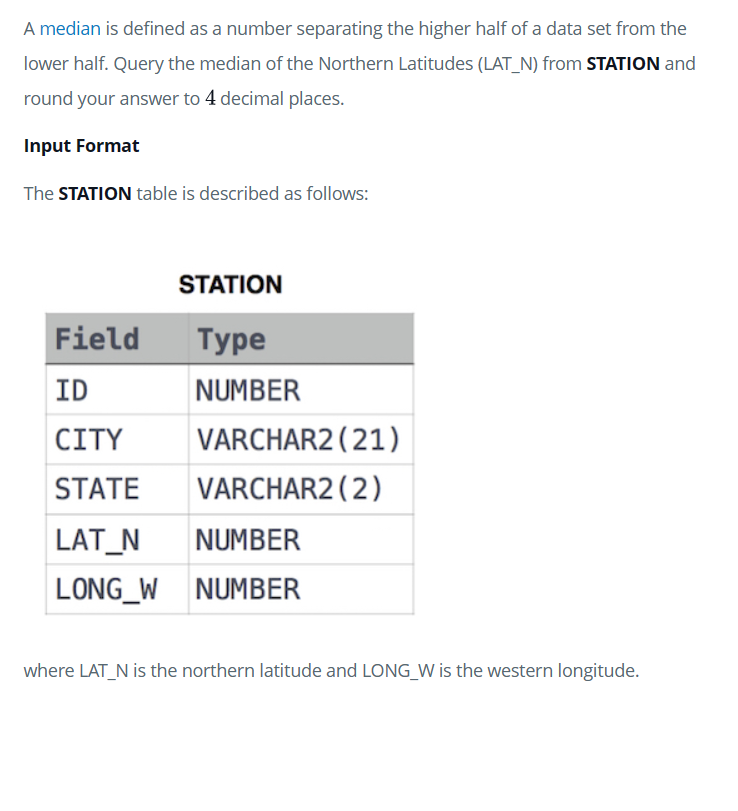 A median is defined as a number separating the higher half of a data set from the
lower half. Query the median of the Northern Latitudes (LAT_N) from STATION and
round your answer to 4 decimal places.
Input Format
The STATION table is described as follows:
STATION
Field Type
ID NUMBER
CITY VARCHAR2(21)
STATE VARCHAR2(2)
LAT_N NUMBER
LONG_W NUMBER
where LAT_N is the northern latitude and LONG_W is the western longitude.